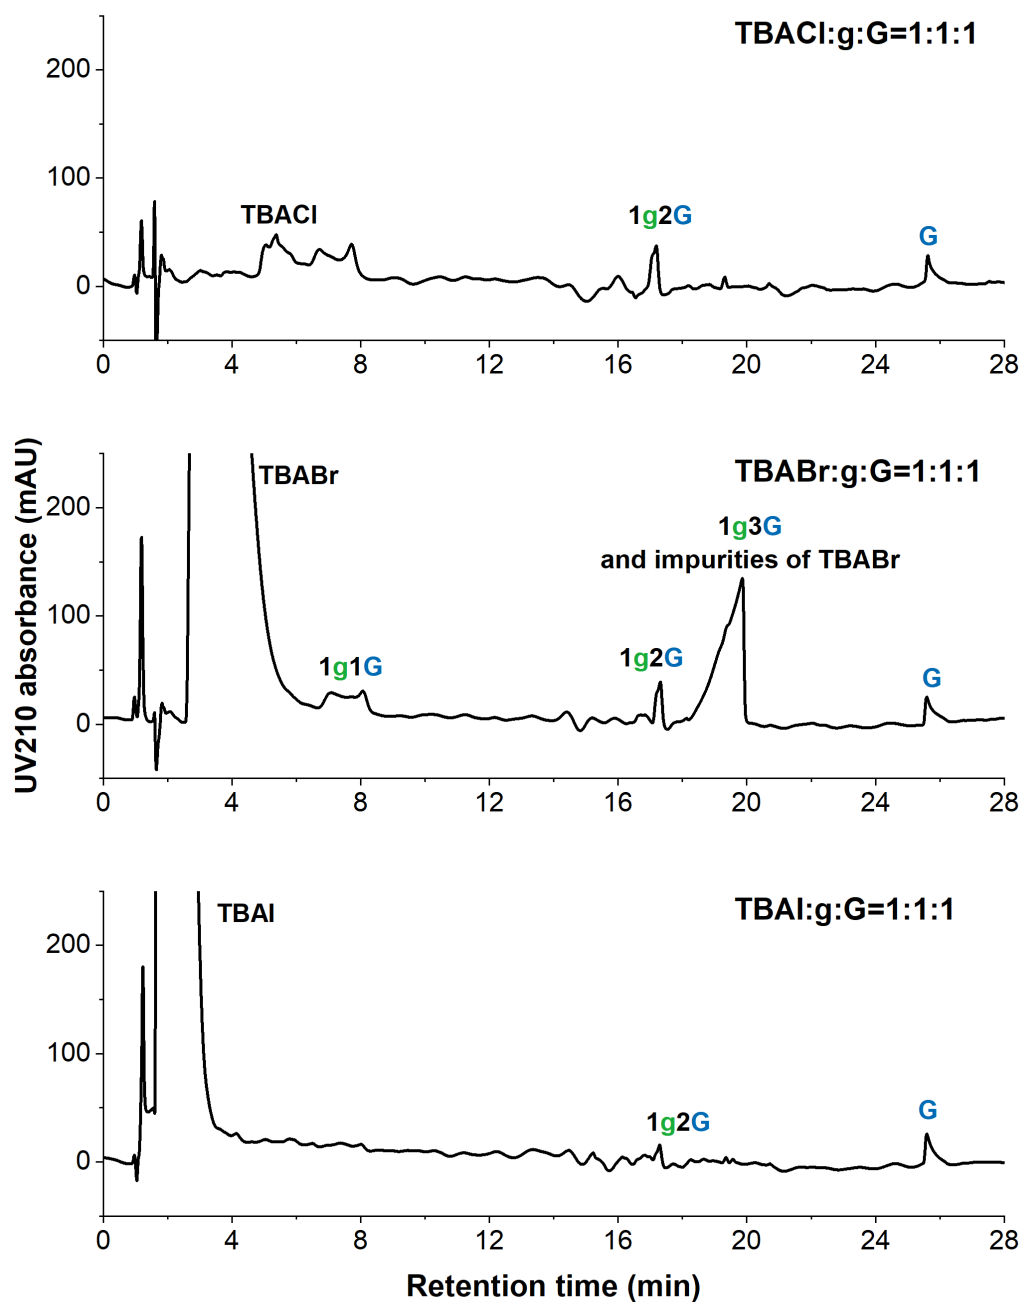 TBACl:g:G=1:1:1
200
100
0
TBACl
1g2G
G
0 4 8 12 16 20 24 28
UV210 absorbance (mAU)
TBABr:g:G=1:1:1
200
100
0
TBABr
1g3G
and impurities of TBABr
1g1G
1g2G
G
0 4 8 12 16 20 24 28
TBAI:g:G=1:1:1
200
100
0
TBAI
1g2G
G
0 4 8 12 16 20 24 28
Retention time (min)